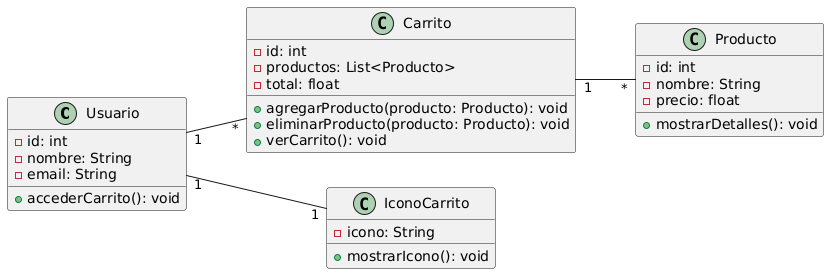 C Usuario
id: int
nombre: String
email: String
accederCarrito(): void
C Carrito
id: int
productos: List<Producto>
total: float
agregarProducto(producto: Producto): void
eliminarProducto(producto: Producto): void
verCarrito(): void
C Producto
id: int
nombre: String
precio: float
mostrarDetalles(): void
C IconoCarrito
icono: String
mostrarIcono(): void
1
*
1
*
1
1